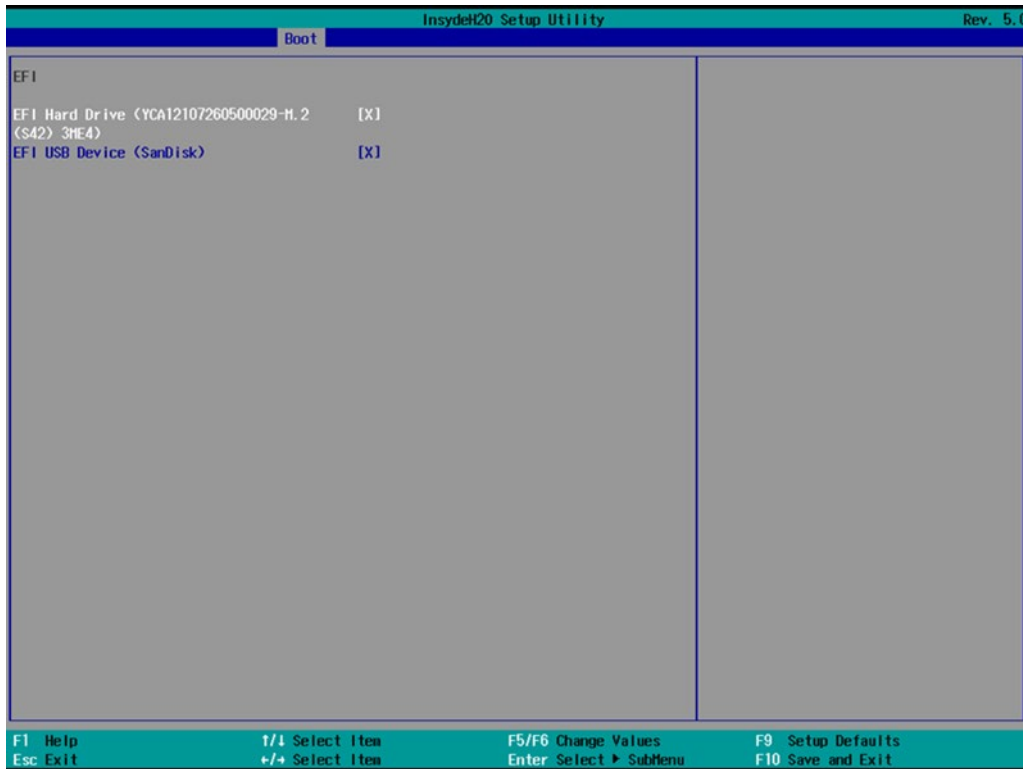 InsydeH20 Setup Utility Rev. 5.0
Boot
EFI
EFI Hard Drive (YCA12107260500029-M.2 [X]
(S42) 3ME4)
EFI USB Device (SanDisk) [X]
F1 Help ↑/↓ Select Item F5/F6 Change Values F9 Setup Defaults
Esc Exit ←/→ Select Item Enter Select ▶ SubMenu F10 Save and Exit